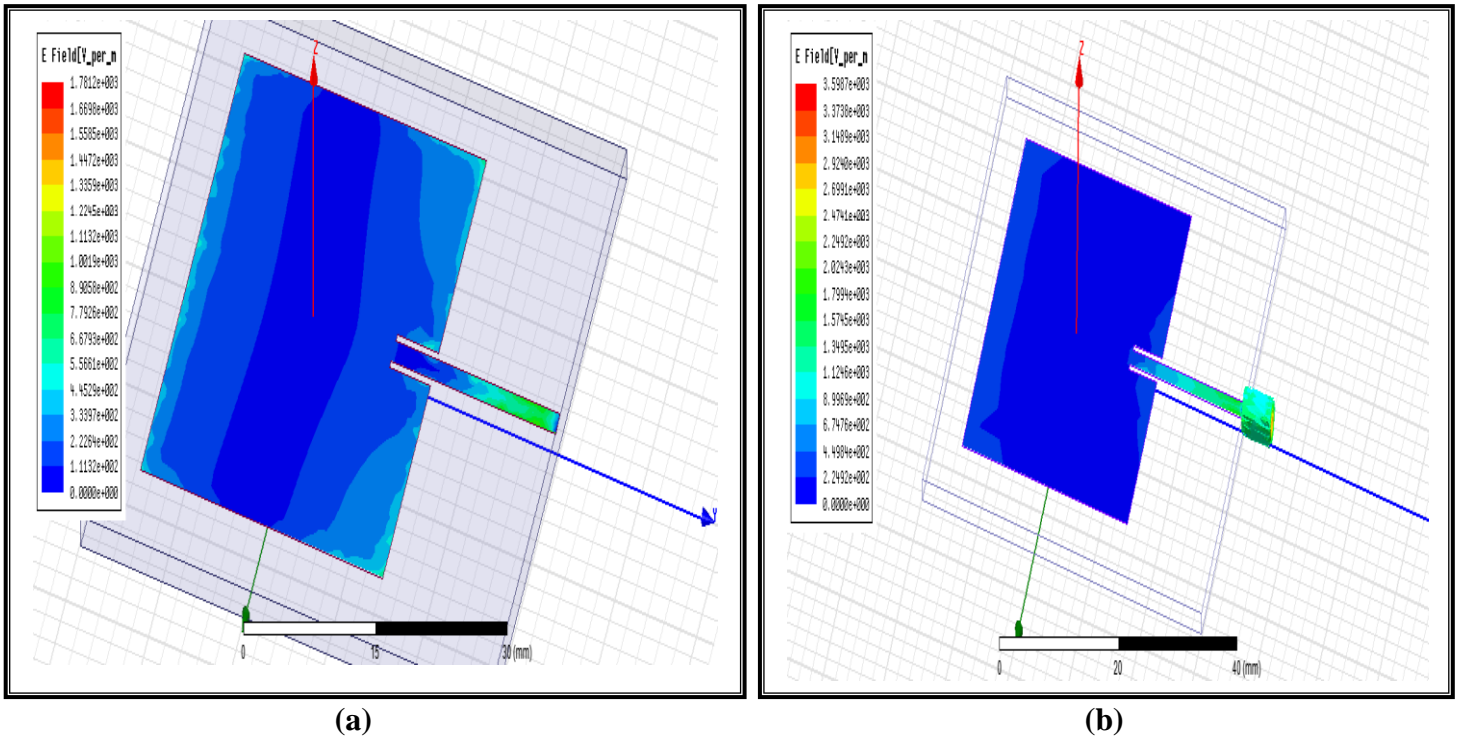 E Field[V_per_m
1.7812e+003
1.6698e+003
1.5585e+003
1.4472e+003
1.3359e+003
1.2245e+003
1.1132e+003
1.0019e+003
8.9058e+002
7.7926e+002
6.6793e+002
5.5661e+002
4.4529e+002
3.3397e+002
2.2264e+002
1.1132e+002
0.0000e+000
Z
Y
0
15
30 (mm)
(a)
E Field[V_per_m
3.5987e+003
3.3738e+003
3.1489e+003
2.9240e+003
2.6991e+003
2.4741e+003
2.2492e+003
2.0243e+003
1.7994e+003
1.5745e+003
1.3495e+003
1.1246e+003
8.9969e+002
6.7476e+002
4.4984e+002
2.2492e+002
0.0000e+000
Z
0
20
40 (mm)
(b)